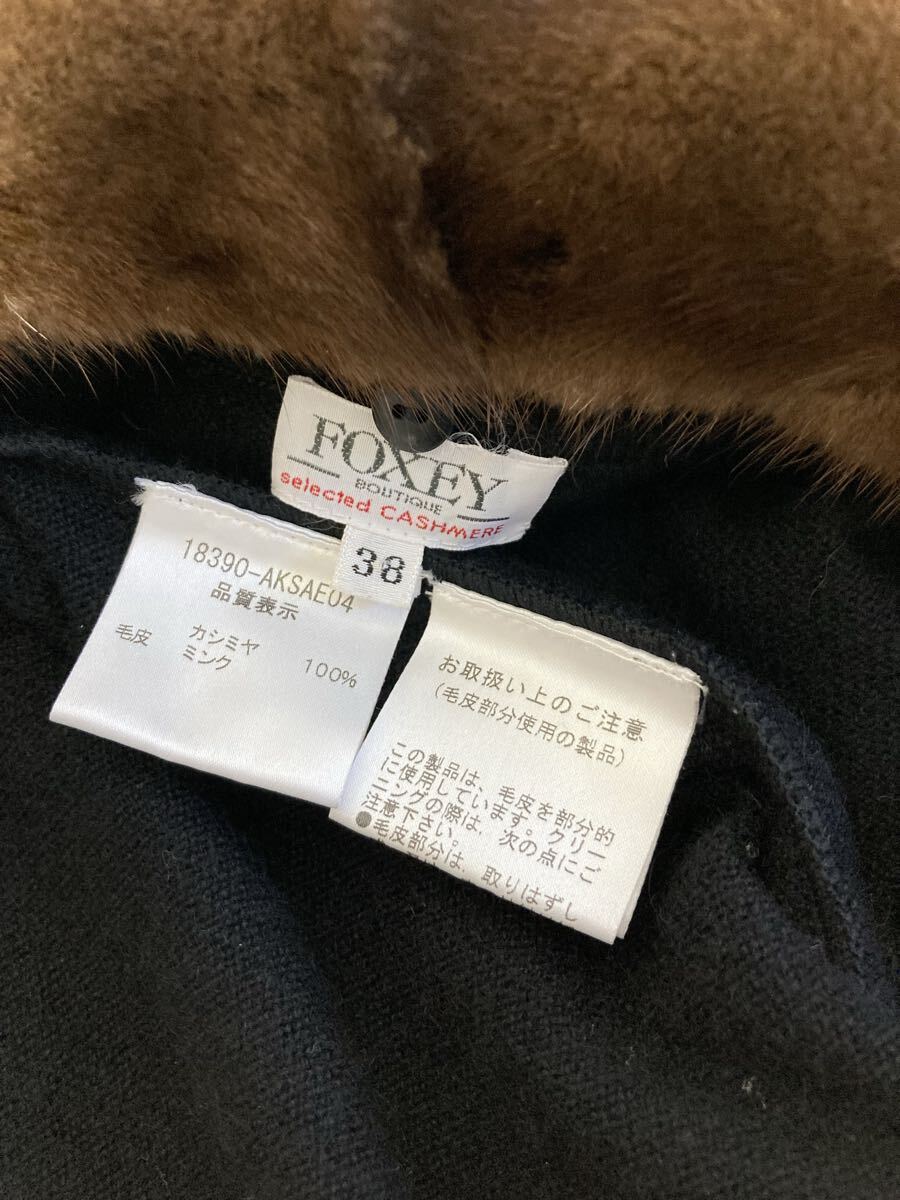 FOXEY
BOUTIQUE
selected CASHMERE
38
18390-AKSAE04
品質表示
カシミヤ 100%
毛皮 ミンク
お取扱い上のご注意
(毛皮部分使用の製品)
この製品は、毛皮を部分的
に使用しています。クリー
ニングの際は、次の点にご
注意下さい。
●毛皮部分は、取りはずし